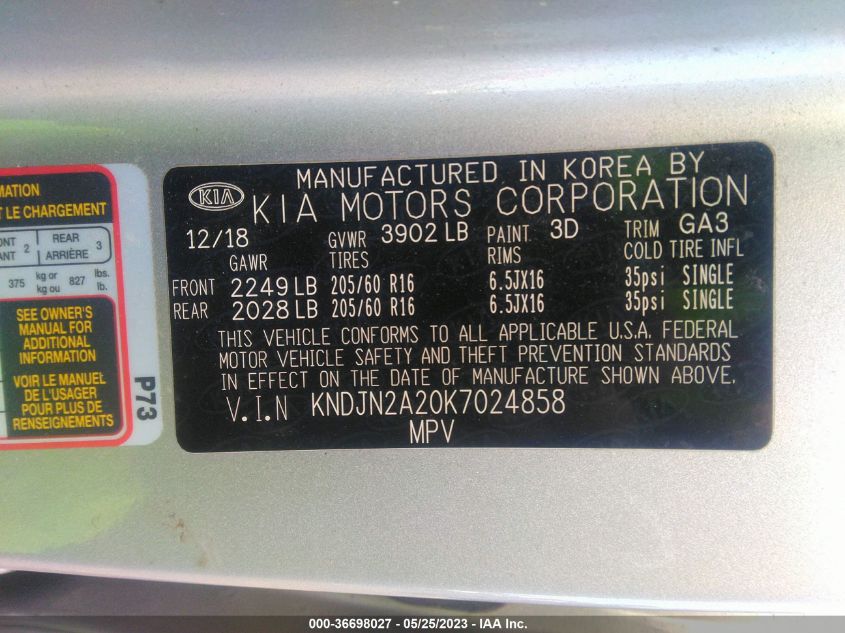 MANUFACTURED IN KOREA BY
KIA KIA MOTORS CORPORATION
12/18 GVWR 3902 LB PAINT 3D TRIM GA3
GAWR TIRES RIMS COLD TIRE INFL
FRONT 2249 LB 205/60 R16 6.5JX16 35psi SINGLE
REAR 2028 LB 205/60 R16 6.5JX16 35psi SINGLE
THIS VEHICLE CONFORMS TO ALL APPLICABLE U.S.A. FEDERAL
MOTOR VEHICLE SAFETY AND THEFT PREVENTION STANDARDS
IN EFFECT ON THE DATE OF MANUFACTURE SHOWN ABOVE.
V.I.N KNDJN2A20K7024858
MPV
LE CHARGEMENT
2 REAR 3
ARRIÈRE
375 kg or 827 lbs.
kg ou lb.
SEE OWNER'S
MANUAL FOR
ADDITIONAL
INFORMATION
VOIR LE MANUEL
DE L'USAGER
POUR PLUS DE
RENSEIGNEMENTS
P73
000-36698027 - 05/25/2023 - IAA Inc.